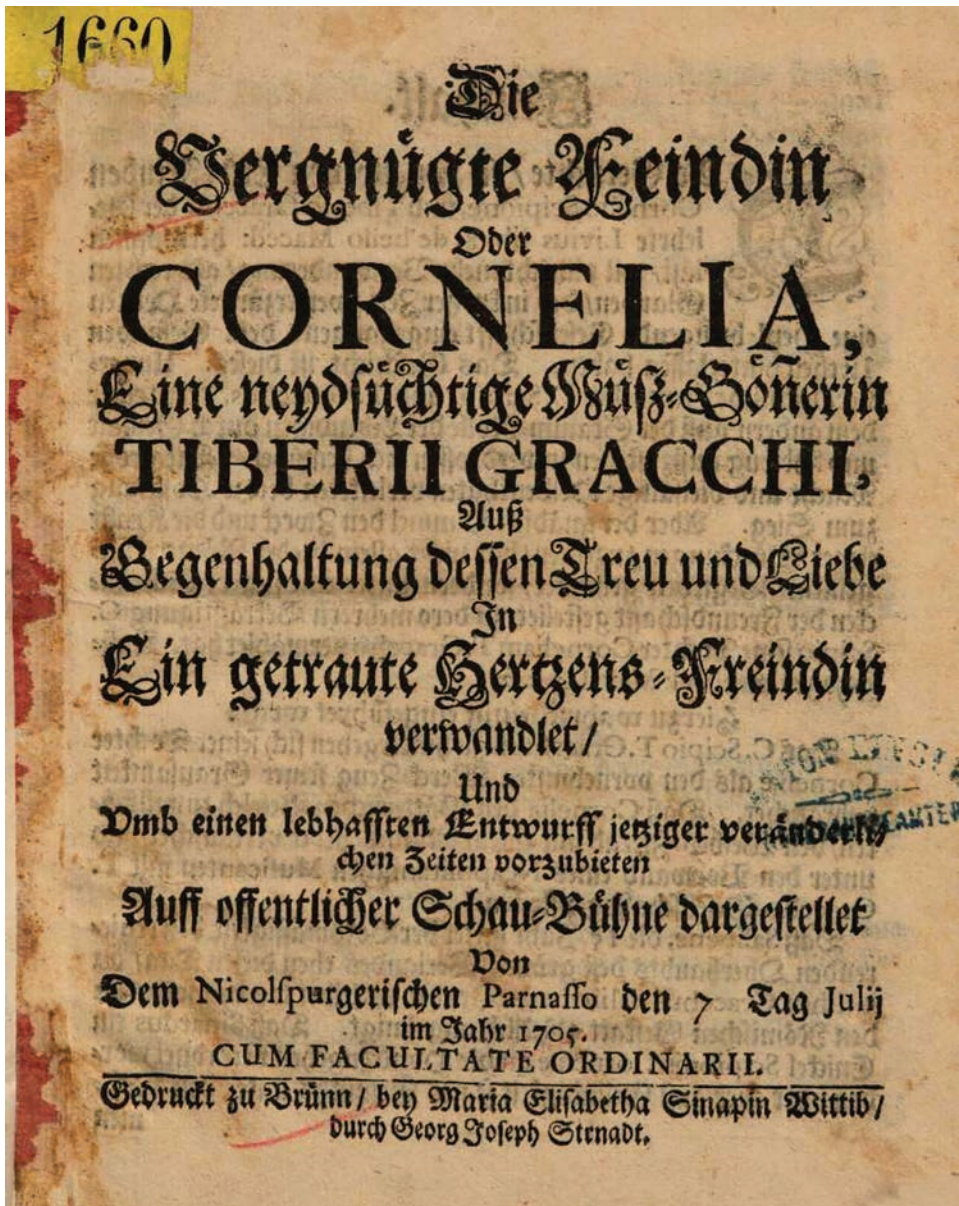 1660
Die
Vergnügte Feindin
Oder
CORNELIA,
Eine neydsüchtige Müsz-Goñerin
TIBERII GRACCHI,
Auß
Gegenhaltung dessen Treu und Liebe
In
Ein getraute Hertzens-Freindin
verwandlet/
Und
Vmb einen lebhafften Entwurff jetziger veränderli-
chen Zeiten vorzubieten
Auff offentlicher Schau-Bühne dargestellet
Von
Dem Nicolspurgerischen Parnasso den 7 Tag Julij
im Jahr 1705.
CUM FACULTATE ORDINARII.
Gedruckt zu Brünn/ bey Maria Elisabetha Sinapin Wittib/
durch Georg Joseph Strnadt.